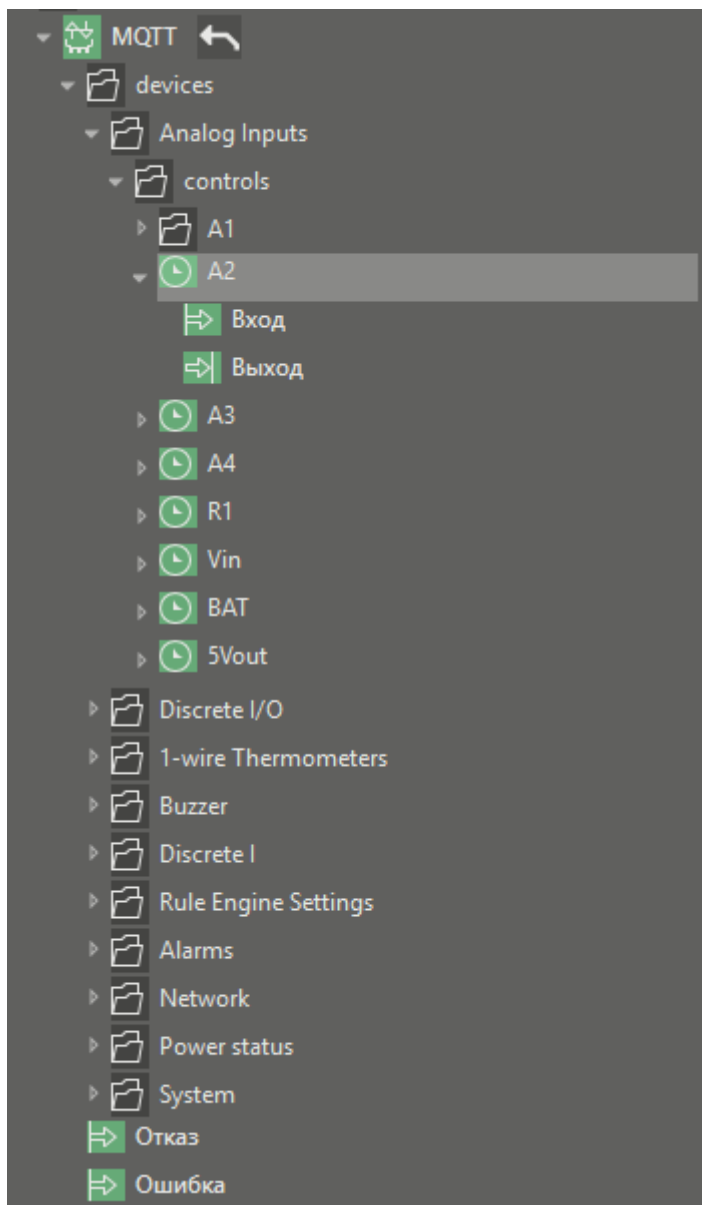 MQTT
devices
Analog Inputs
controls
A1
A2
Вход
Выход
A3
A4
R1
Vin
BAT
5Vout
Discrete I/O
1-wire Thermometers
Buzzer
Discrete I
Rule Engine Settings
Alarms
Network
Power status
System
Отказ
Ошибка